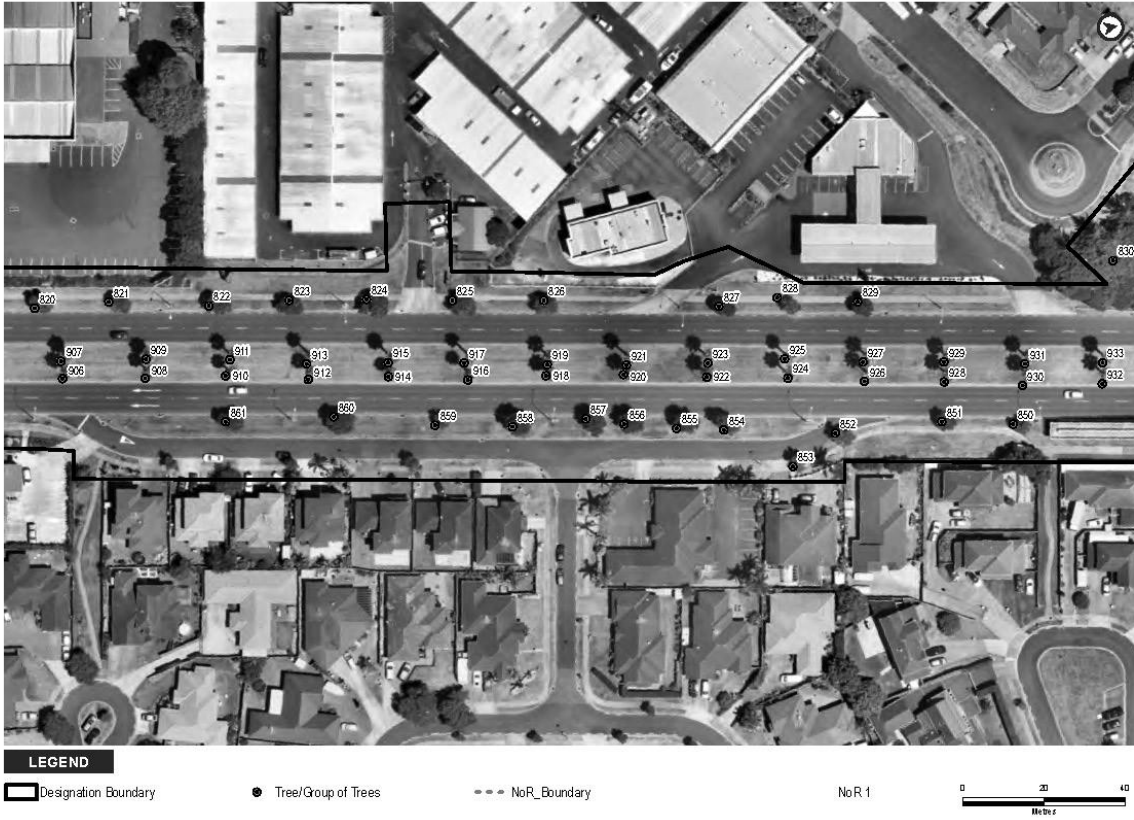 830
820 821 822 823 824 825 826 827 828 829
907 909 911 913 915 917 919 921 923 925 927 929 931 933
906 908 910 912 914 916 918 920 922 924 926 928 930 932
861 860 859 858 857 856 855 854 852 851 850
853
LEGEND
Designation Boundary Tree/Group of Trees NoR_Boundary NoR 1
0 20 40
Metres